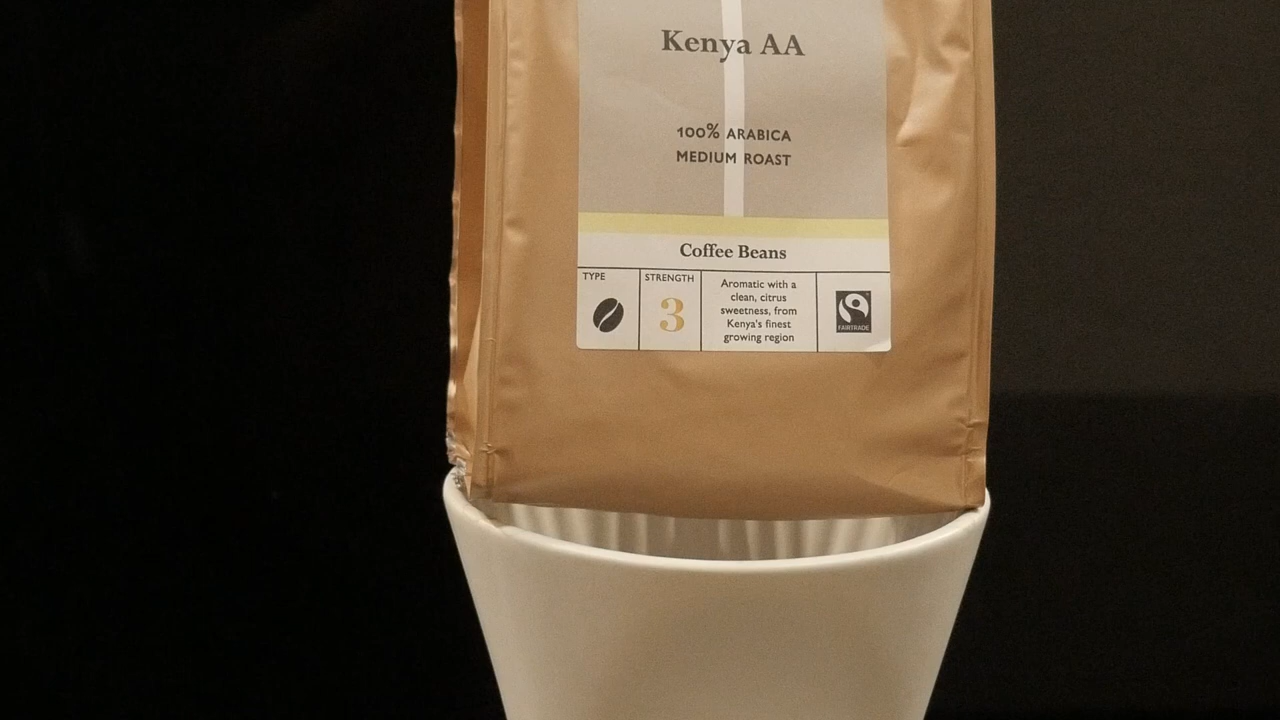 Kenya AA
100% ARABICA
MEDIUM ROAST
Coffee Beans
TYPE
STRENGTH
3
Aromatic with a
clean, citrus
sweetness, from
Kenya's finest
growing region
FAIRTRADE